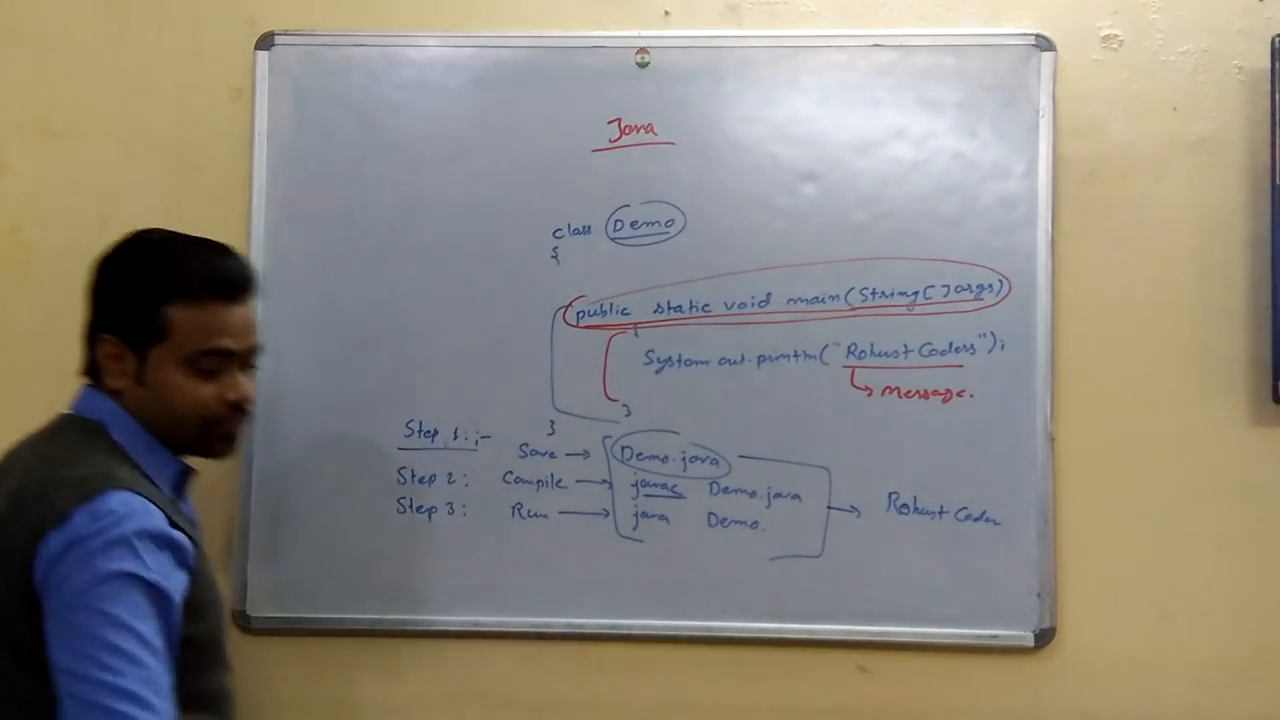 Java
class Demo
{
public static void main(String[] args)
{
System.out.println("Robust Coders");
→ Message.
}
}
Step 1:- Save → Demo.java
Step 2: Compile → javac Demo.java
Step 3: Run → java Demo.
→ Robust Coder